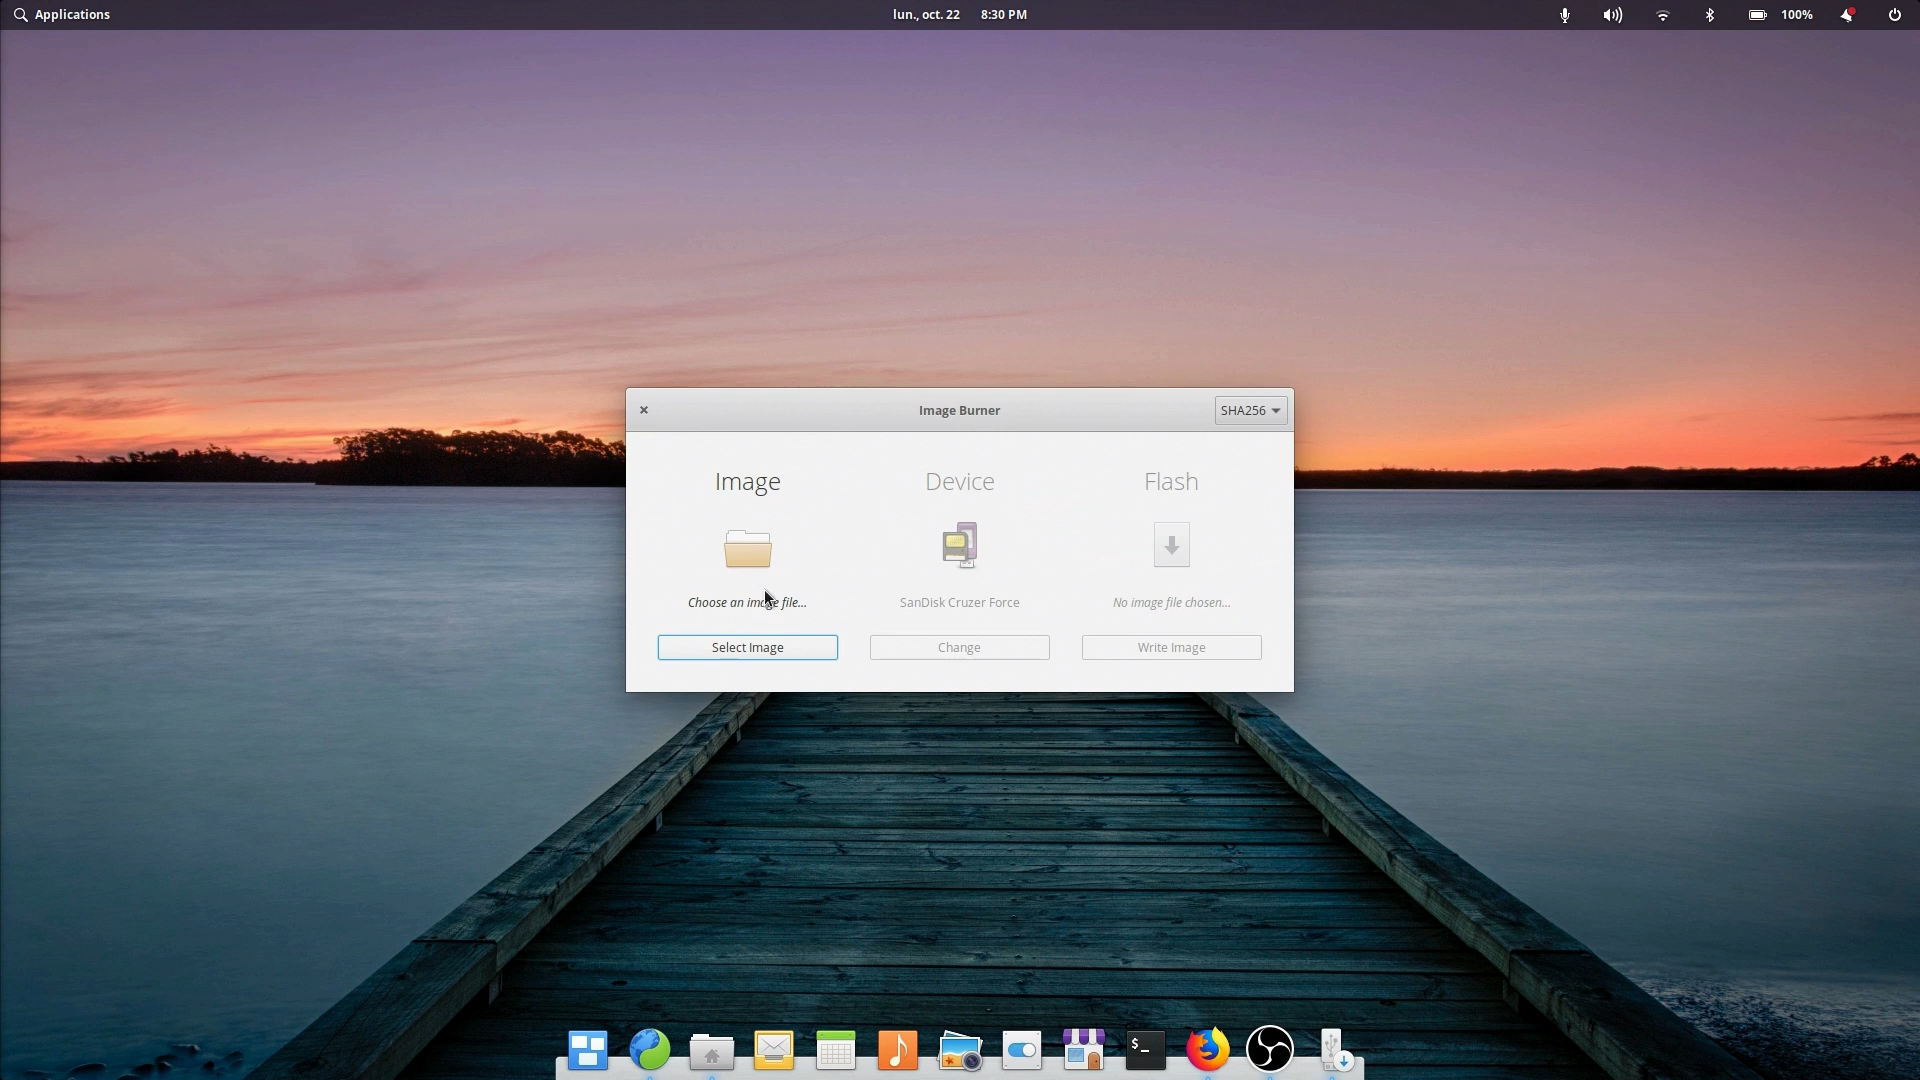 Applications
lun., oct. 22 8:30 PM
100%
Image Burner
SHA256
Image
Device
Flash
Choose an image file...
SanDisk Cruzer Force
No image file chosen...
Select Image
Change
Write Image
$_